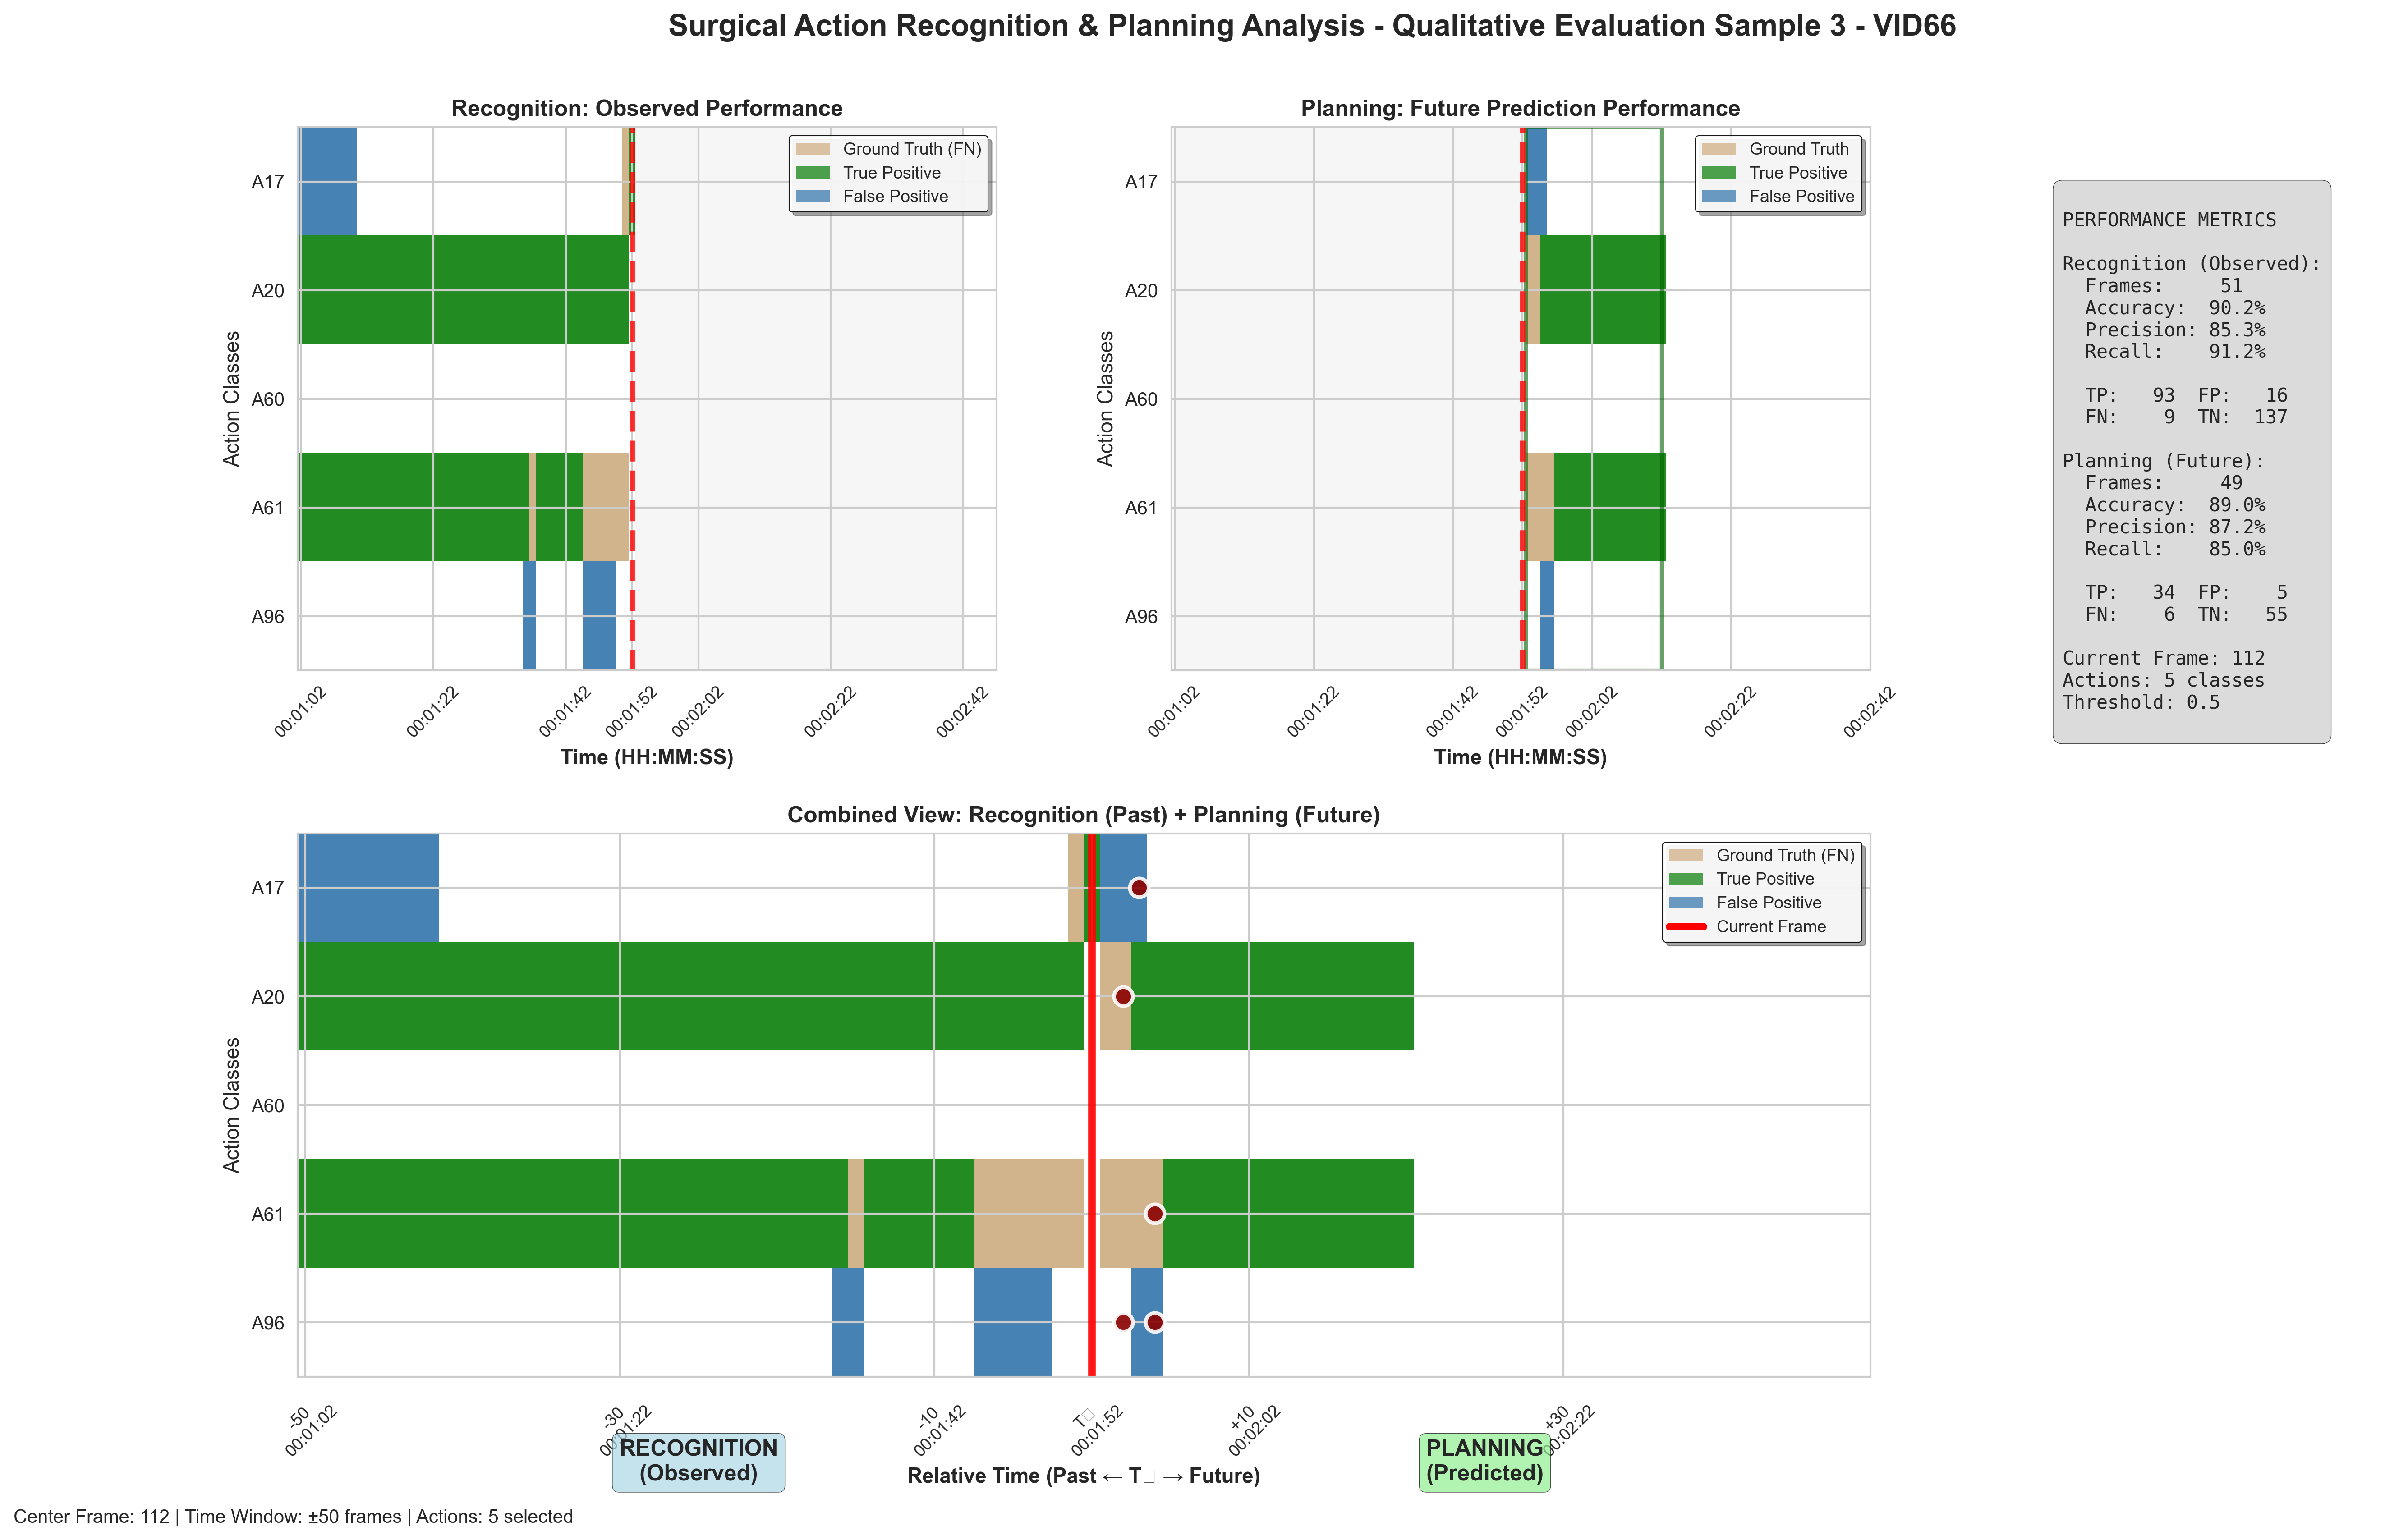 Surgical Action Recognition & Planning Analysis - Qualitative Evaluation Sample 3 - VID66
Recognition: Observed Performance
Ground Truth (FN)
True Positive
False Positive
A17
A20
A60
A61
A96
Action Classes
00:01:02
00:01:22
00:01:42
00:01:52
00:02:02
00:02:22
00:02:42
Time (HH:MM:SS)
Planning: Future Prediction Performance
Ground Truth
True Positive
False Positive
A17
A20
A60
A61
A96
Action Classes
00:01:02
00:01:22
00:01:42
00:01:52
00:02:02
00:02:22
00:02:42
Time (HH:MM:SS)
PERFORMANCE METRICS
Recognition (Observed):
Frames: 51
Accuracy: 90.2%
Precision: 85.3%
Recall: 91.2%
TP: 93 FP: 16
FN: 9 TN: 137
Planning (Future):
Frames: 49
Accuracy: 89.0%
Precision: 87.2%
Recall: 85.0%
TP: 34 FP: 5
FN: 6 TN: 55
Current Frame: 112
Actions: 5 classes
Threshold: 0.5
Combined View: Recognition (Past) + Planning (Future)
Ground Truth (FN)
True Positive
False Positive
Current Frame
A17
A20
A60
A61
A96
Action Classes
-50
00:01:02
-30
00:01:22
-10
00:01:42
T□
00:01:52
+10
00:02:02
+30
00:02:22
RECOGNITION
(Observed)
Relative Time (Past ← T□ → Future)
PLANNING
(Predicted)
Center Frame: 112 | Time Window: ±50 frames | Actions: 5 selected